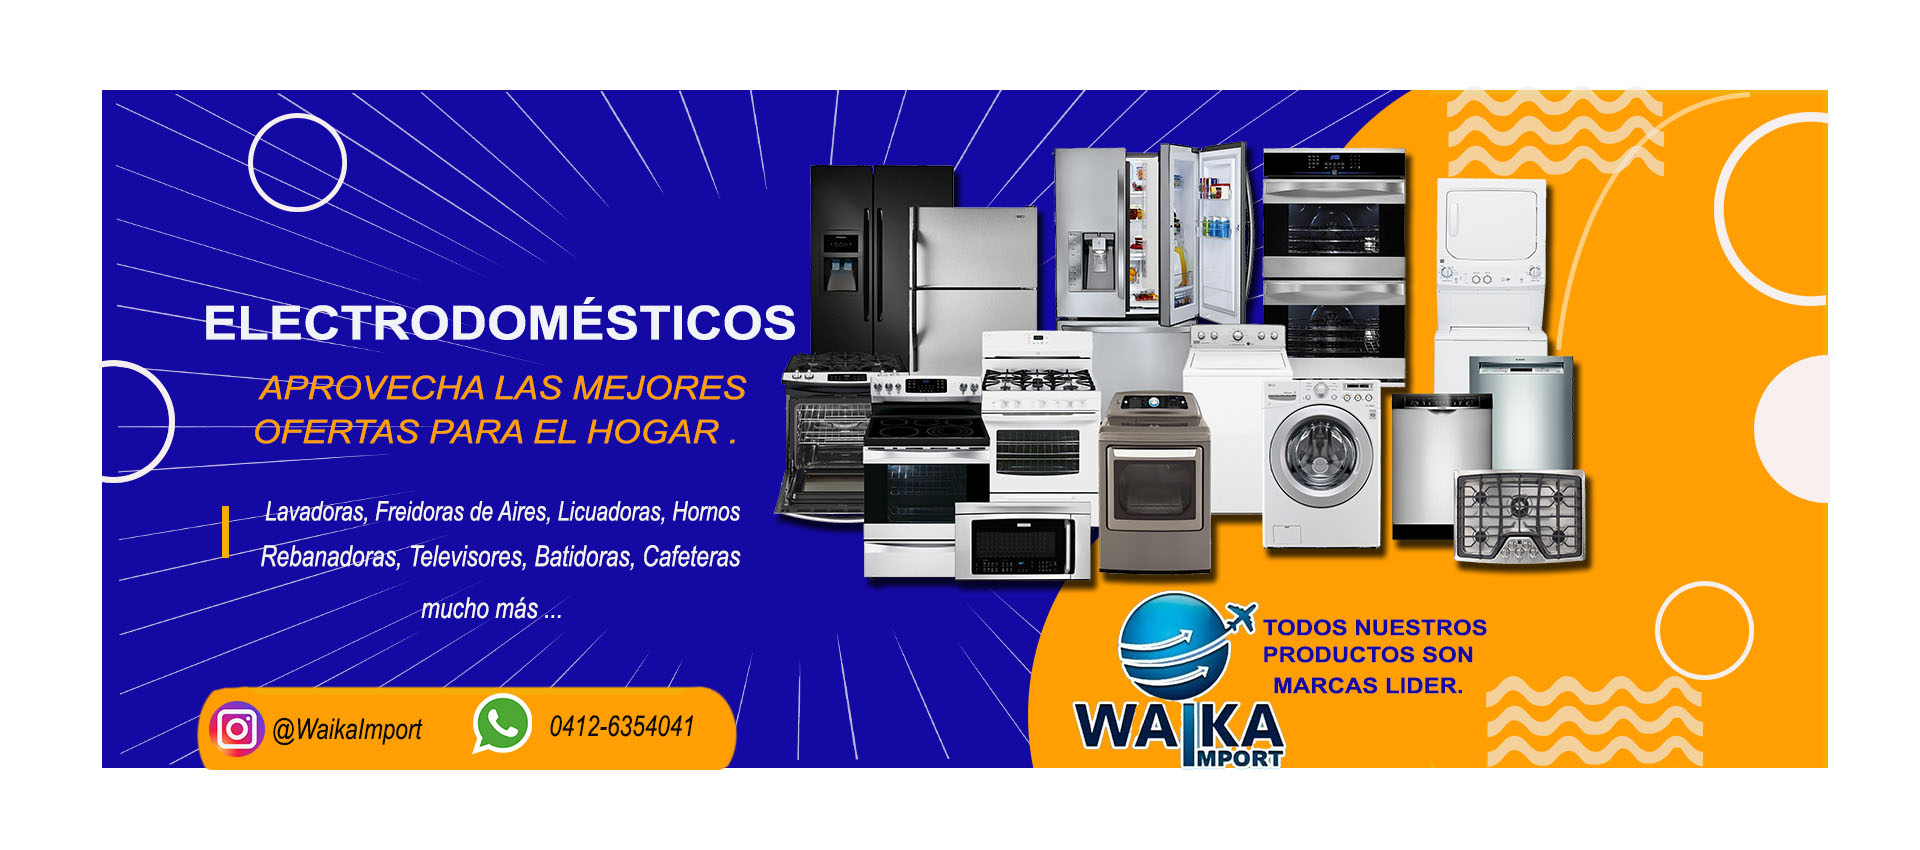 ELECTRODOMÉSTICOS
APROVECHA LAS MEJORES
OFERTAS PARA EL HOGAR .
Lavadoras, Freidoras de Aires, Licuadoras, Hornos
Rebanadoras, Televisores, Batidoras, Cafeteras
mucho más ...
@WaikaImport
0412-6354041
WAIKA
IMPORT
TODOS NUESTROS
PRODUCTOS SON
MARCAS LIDER.